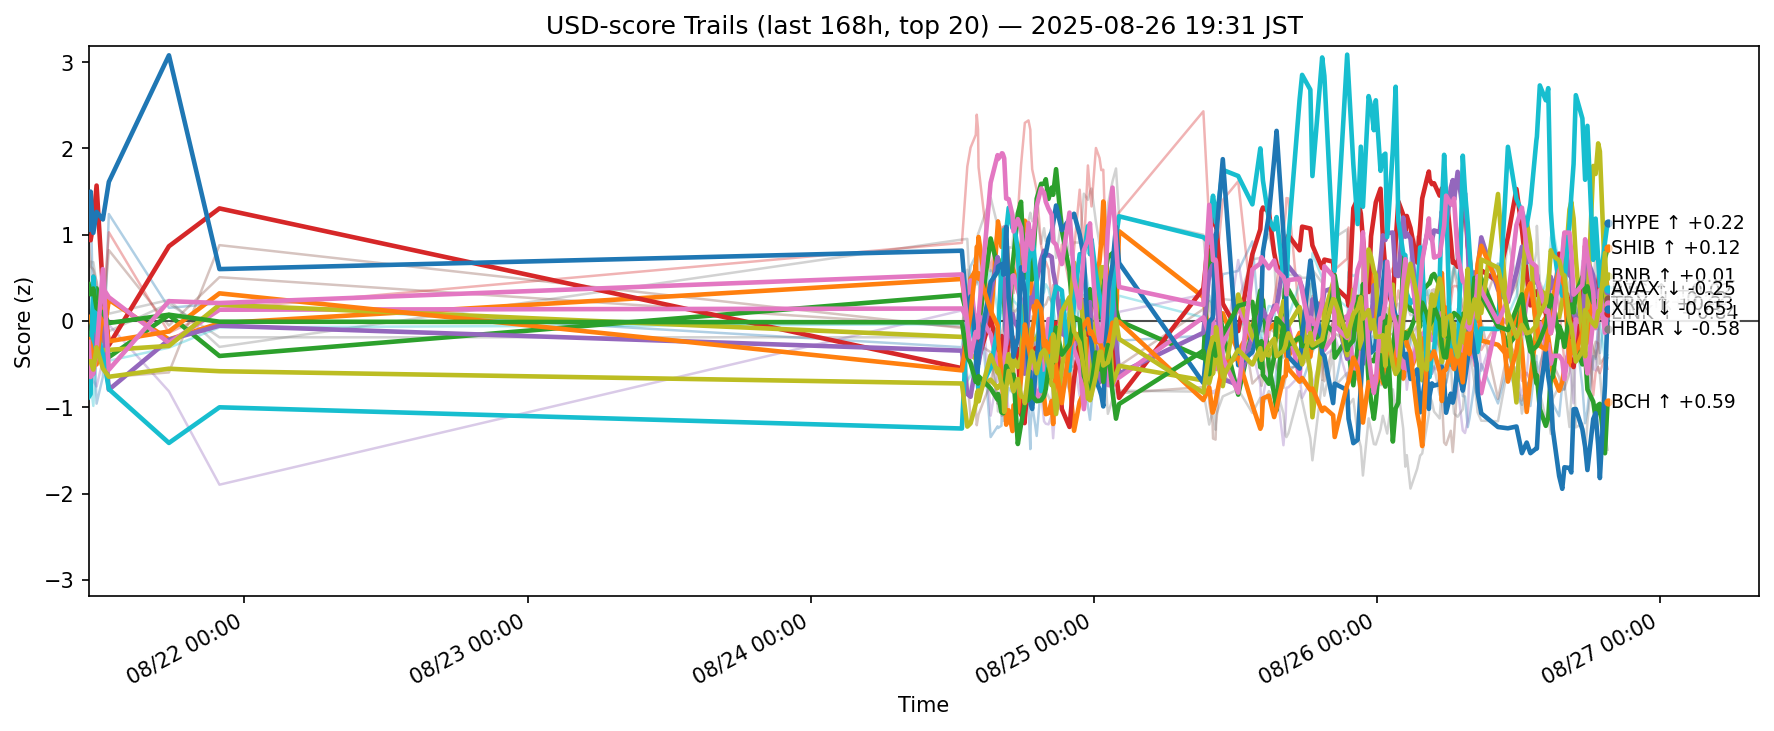 USD-score Trails (last 168h, top 20) — 2025-08-26 19:31 JST
Score (z)
3
2
1
0
−1
−2
−3
HYPE ↑ +0.22
SHIB ↑ +0.12
BNB ↑ +0.01
AVAX ↓ -0.25
XLM ↓ -0.65
HBAR ↓ -0.58
BCH ↑ +0.59
08/22 00:00
08/23 00:00
08/24 00:00
08/25 00:00
08/26 00:00
08/27 00:00
Time